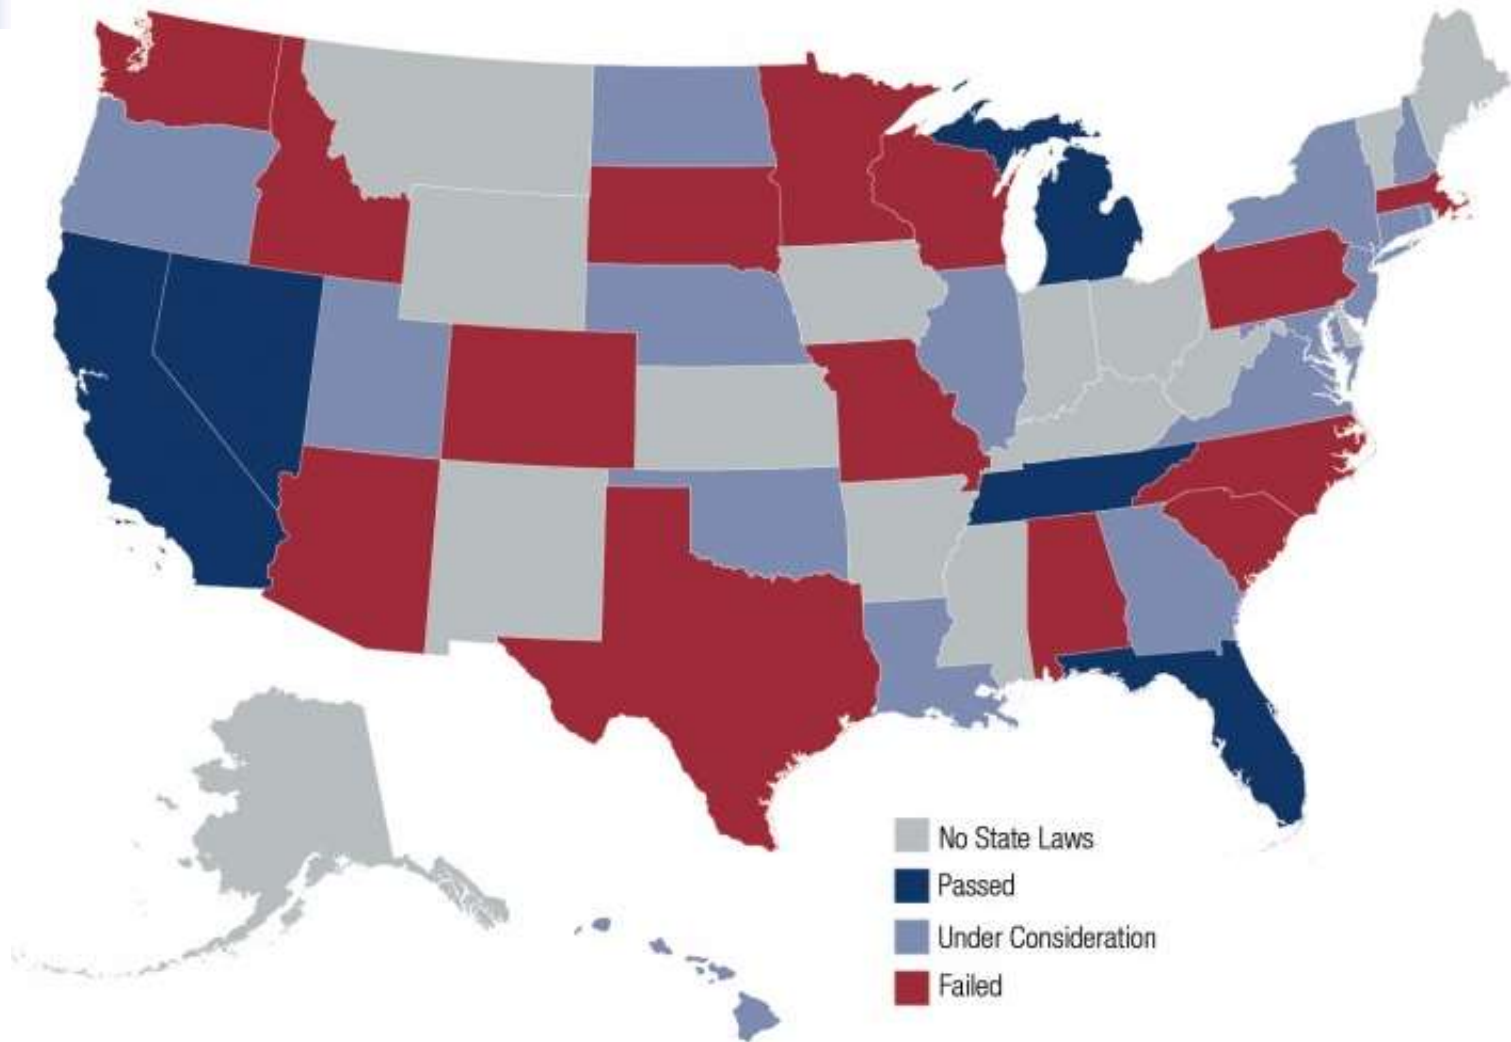 No State Laws
Passed
Under Consideration
Failed